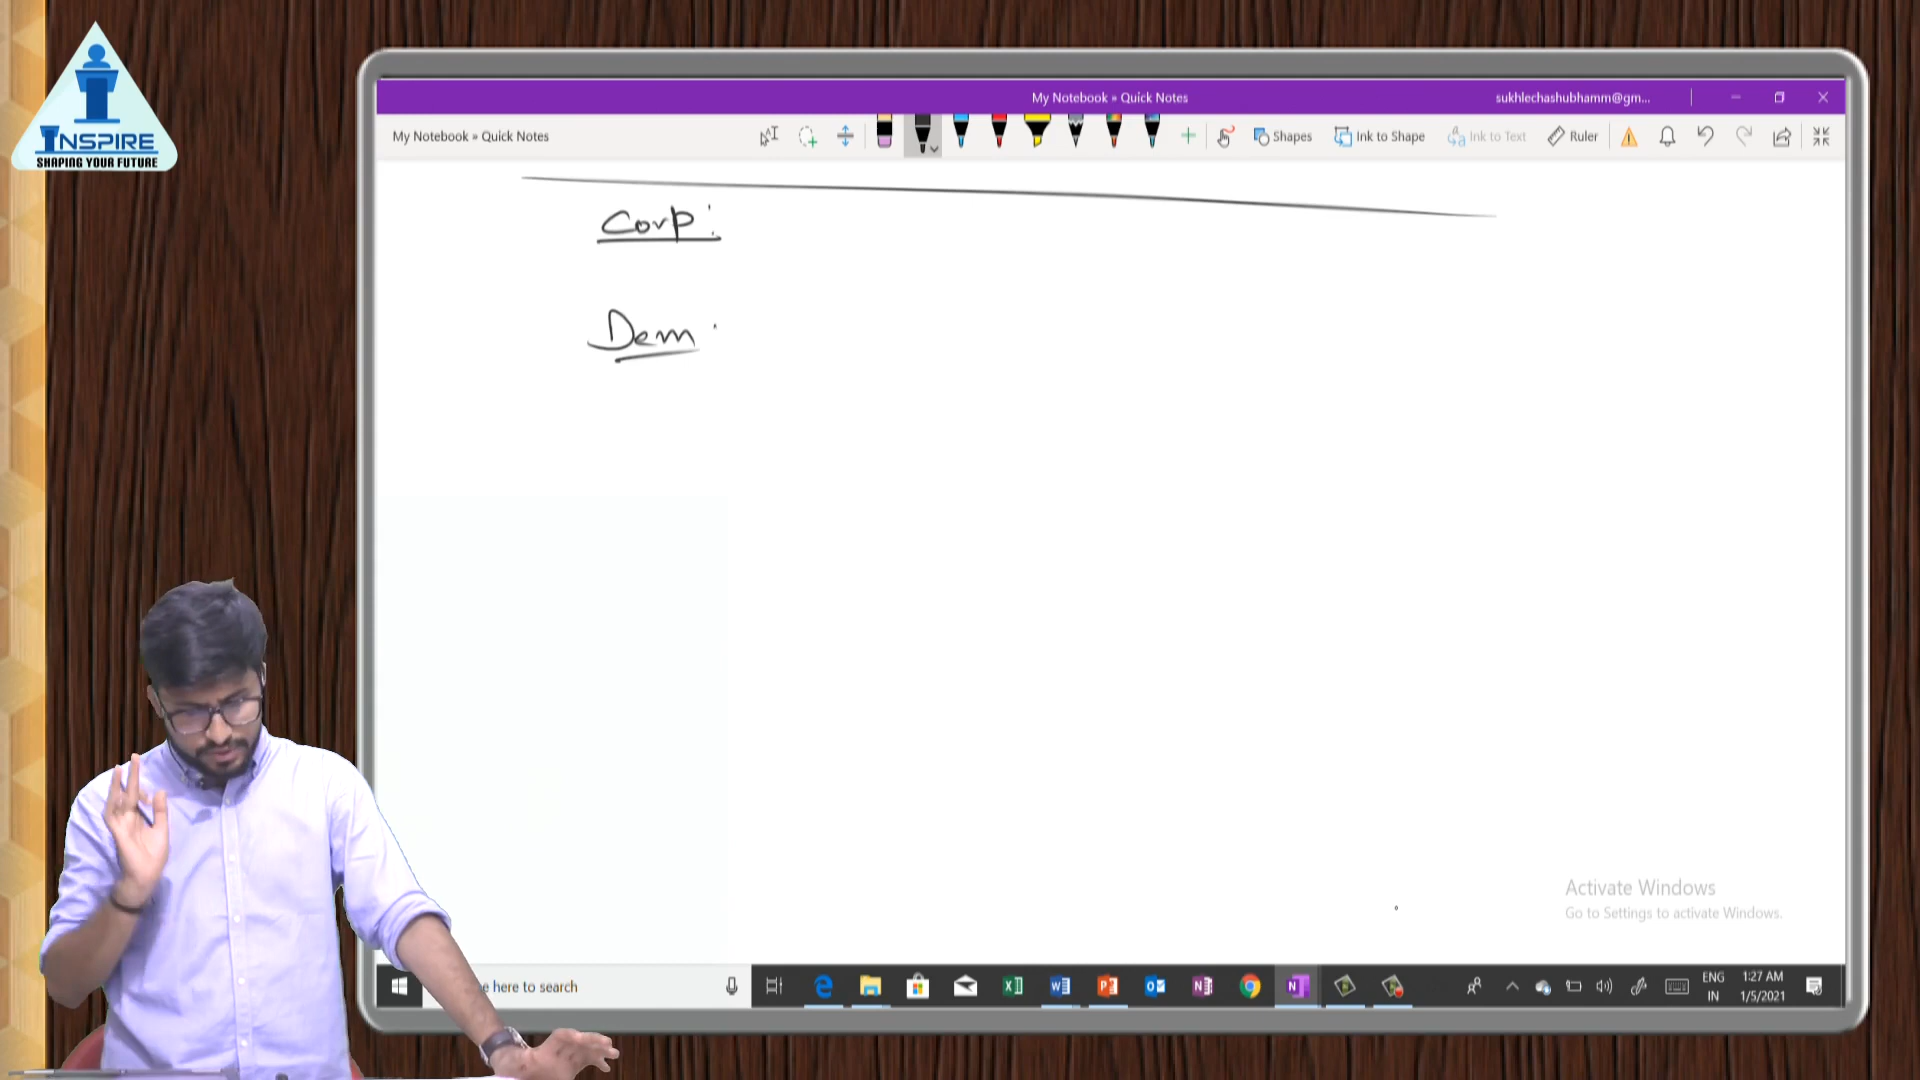 INSPIRE
SHAPING YOUR FUTURE
My Notebook » Quick Notes
sukhlechashubhamm@gm...
My Notebook » Quick Notes
Shapes
Ink to Shape
Ink to Text
Ruler
Corp:
Dem
Activate Windows
Go to Settings to activate Windows.
e here to search
ENG
IN
1:27 AM
1/5/2021